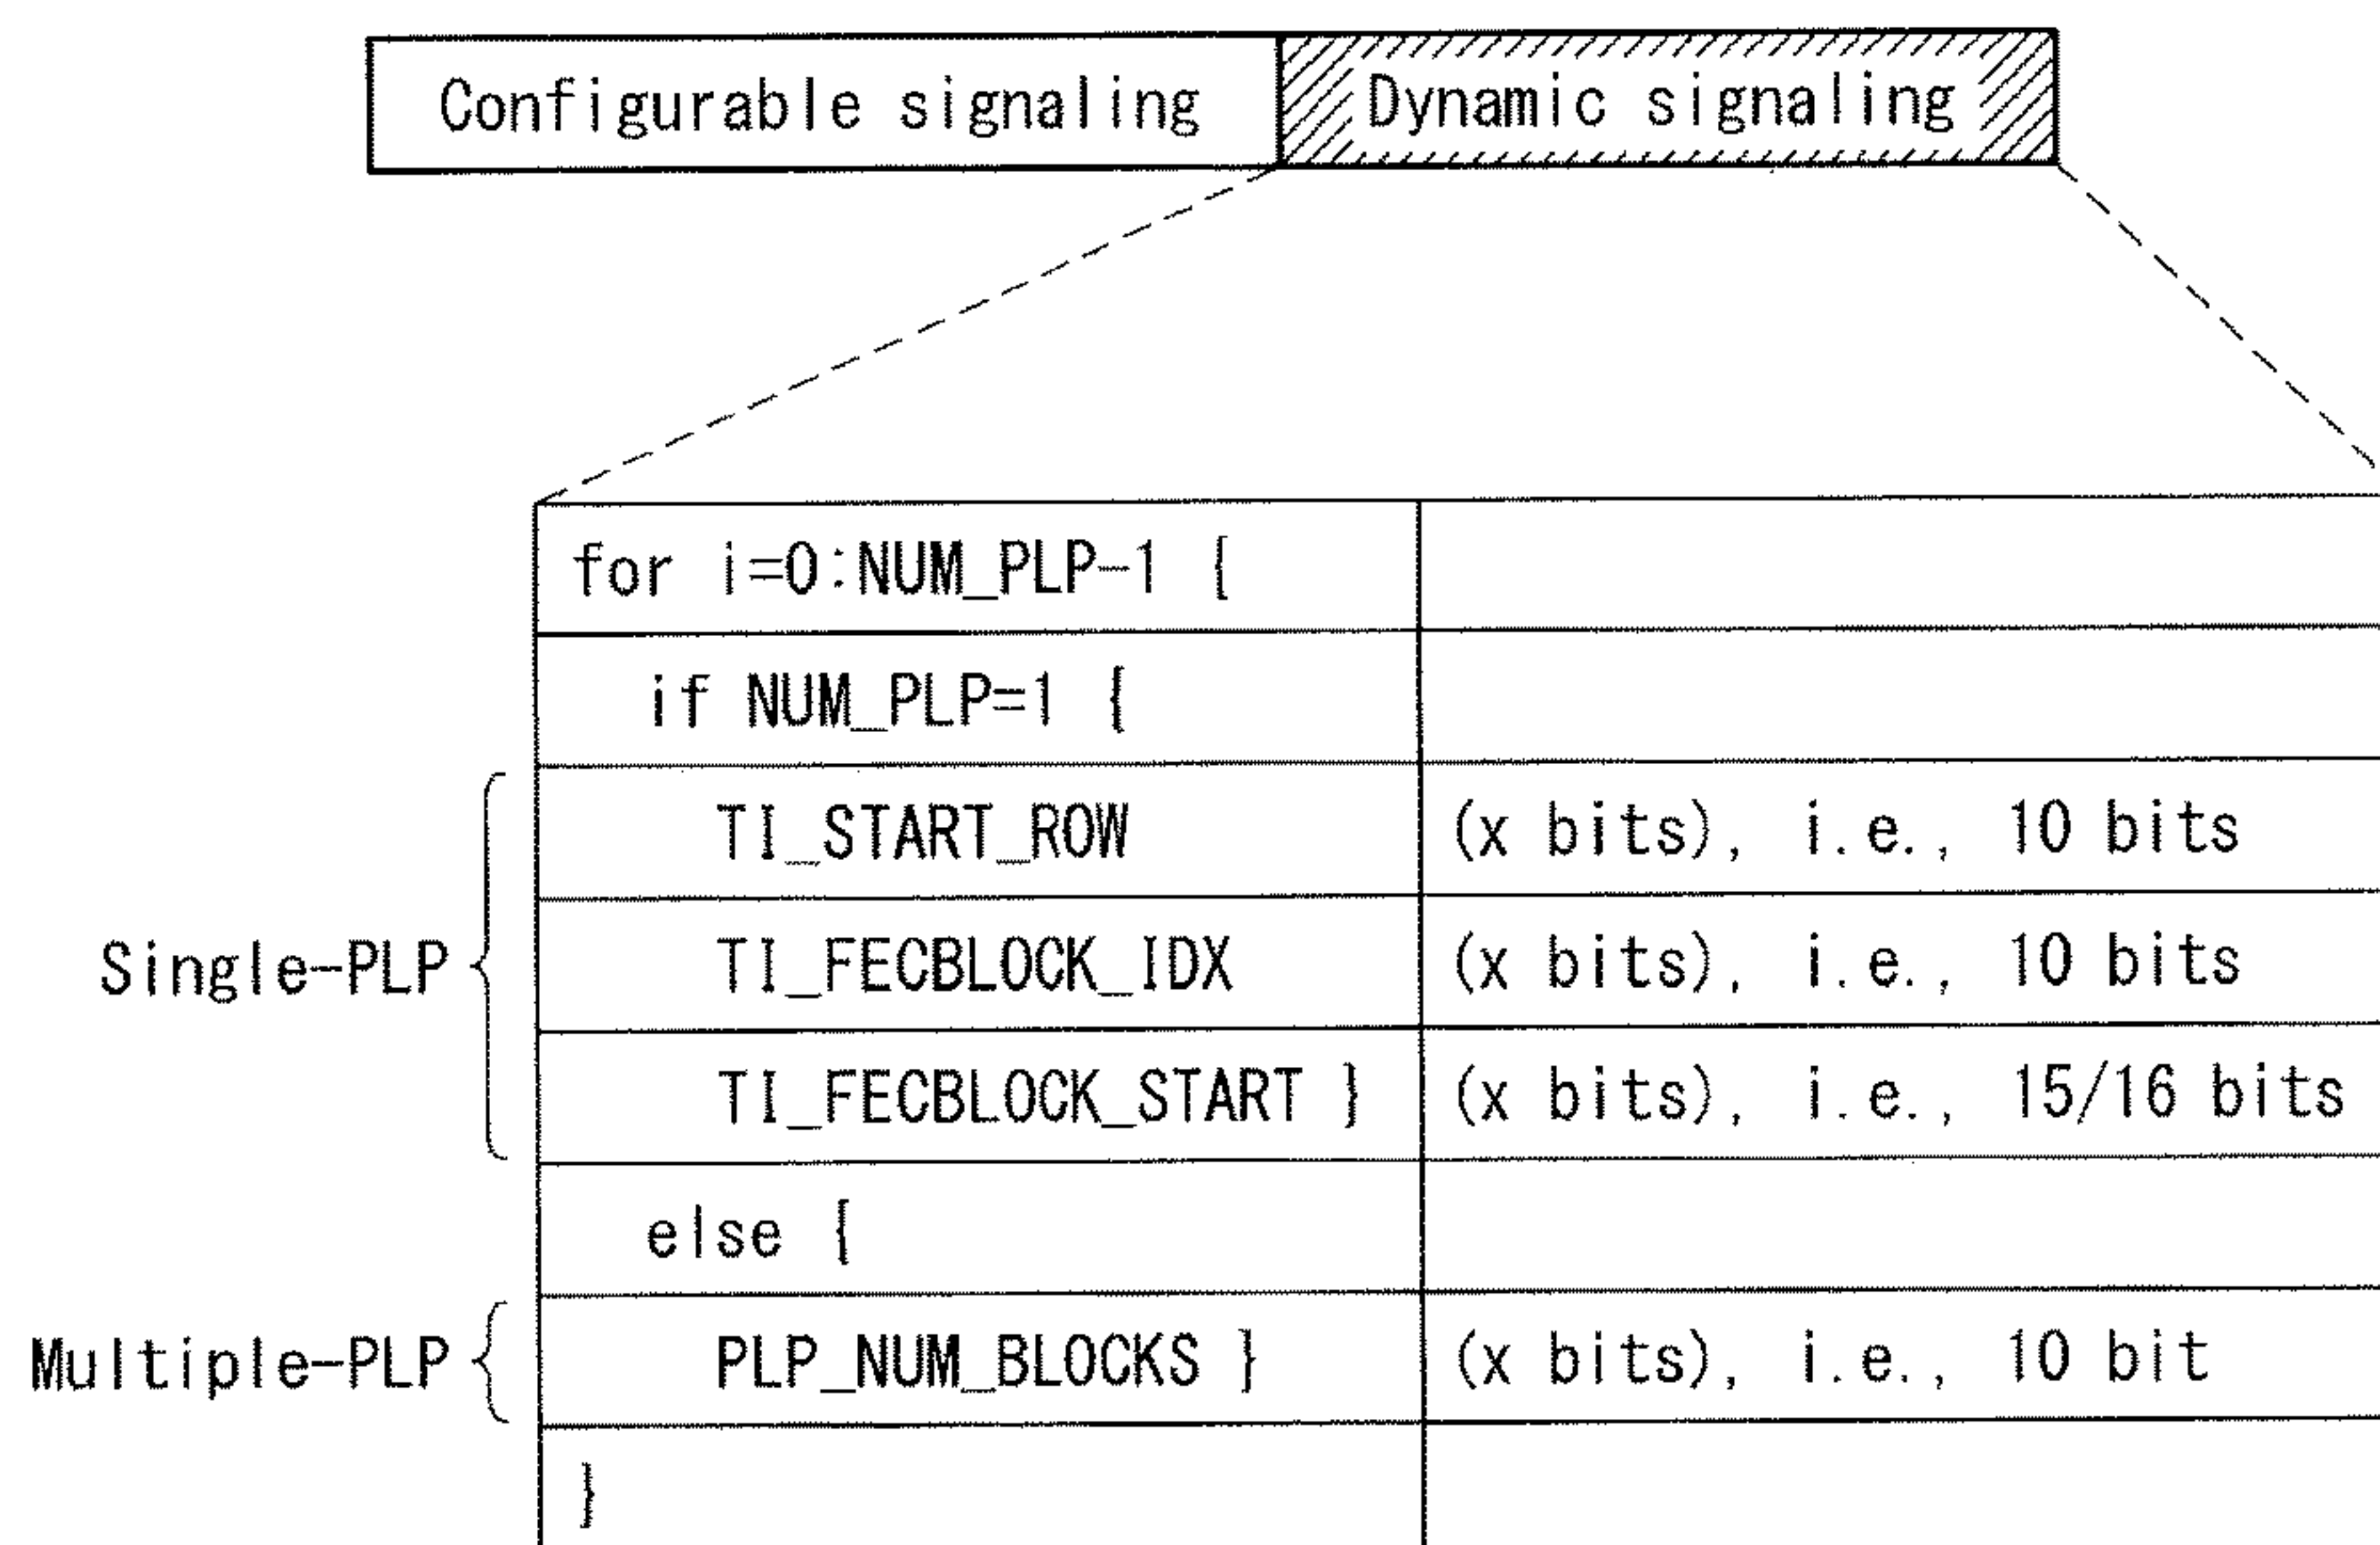 Configurable signaling Dynamic signaling
for i=0:NUM_PLP-1 {
if NUM_PLP=1 {
TI_START_ROW (x bits), i.e., 10 bits
Single-PLP TI_FECBLOCK_IDX (x bits), i.e., 10 bits
TI_FECBLOCK_START } (x bits), i.e., 15/16 bits
else {
Multiple-PLP PLP_NUM_BLOCKS } (x bits), i.e., 10 bit
}